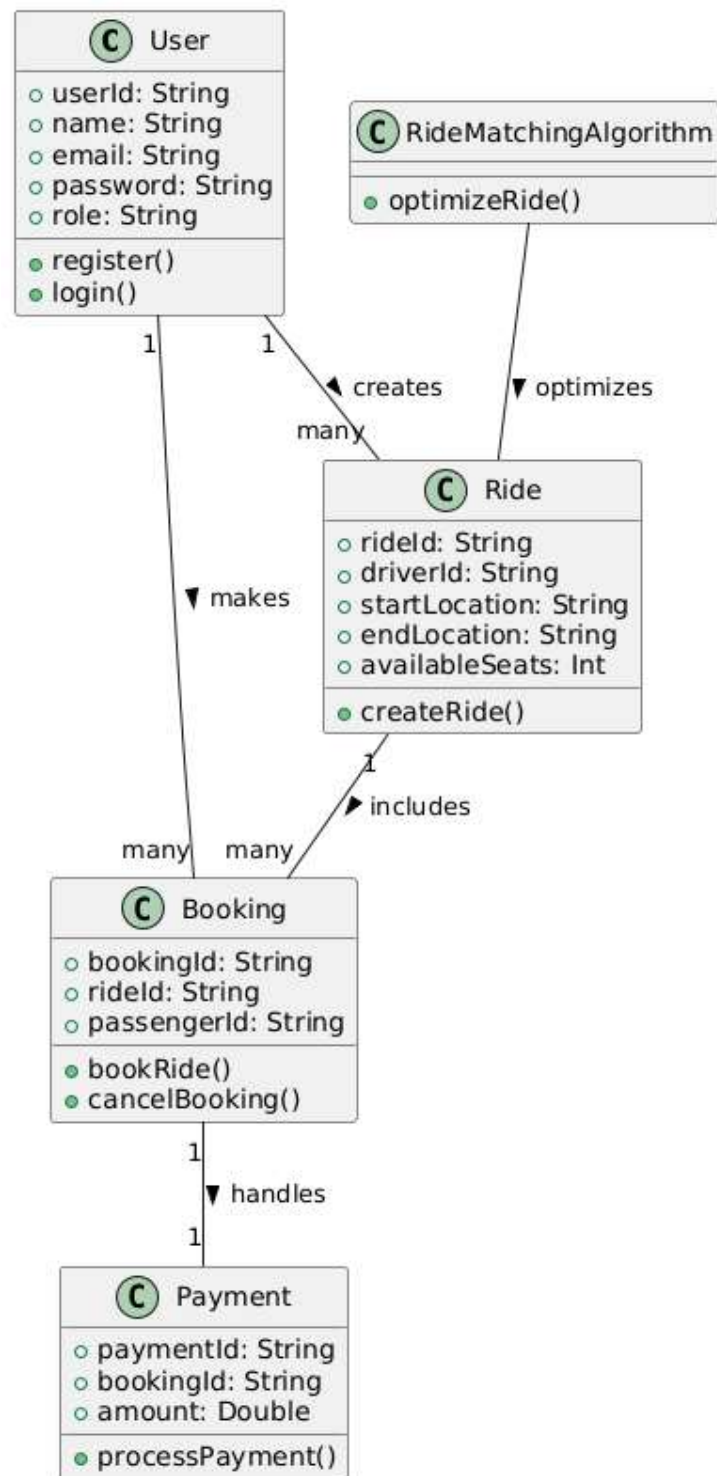 C User
userId: String
name: String
email: String
password: String
role: String
register()
login()
C RideMatchingAlgorithm
optimizeRide()
1
1
creates
optimizes
many
C Ride
rideId: String
driverId: String
startLocation: String
endLocation: String
availableSeats: Int
createRide()
makes
1
includes
many
many
C Booking
bookingId: String
rideId: String
passengerId: String
bookRide()
cancelBooking()
1
handles
1
C Payment
paymentId: String
bookingId: String
amount: Double
processPayment()